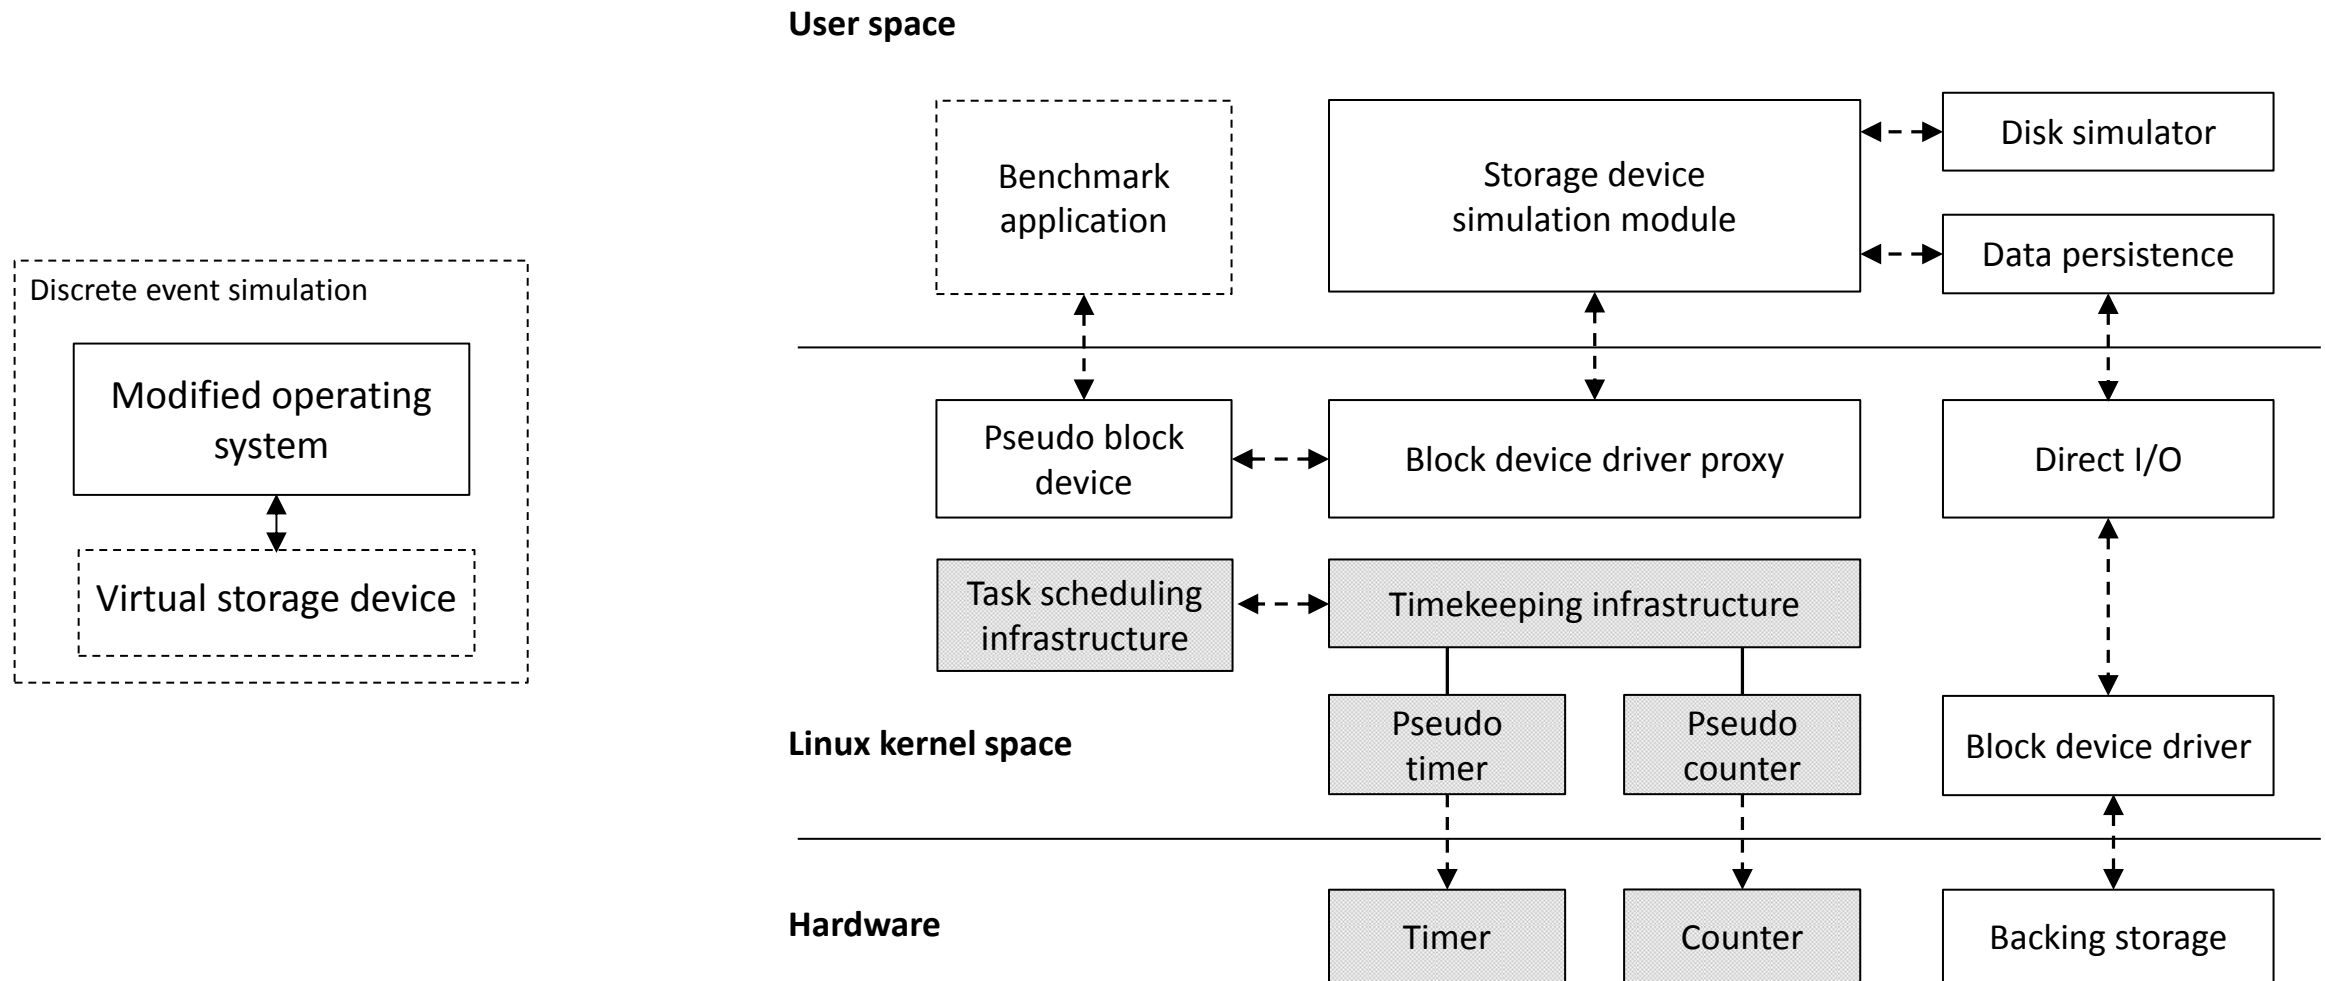 User space
Benchmark
application
Storage device
simulation module
Disk simulator
Data persistence
Discrete event simulation
Modified operating
system
Virtual storage device
Pseudo block
device
Block device driver proxy
Direct I/O
Task scheduling
infrastructure
Timekeeping infrastructure
Linux kernel space
Pseudo
timer
Pseudo
counter
Block device driver
Hardware
Timer
Counter
Backing storage